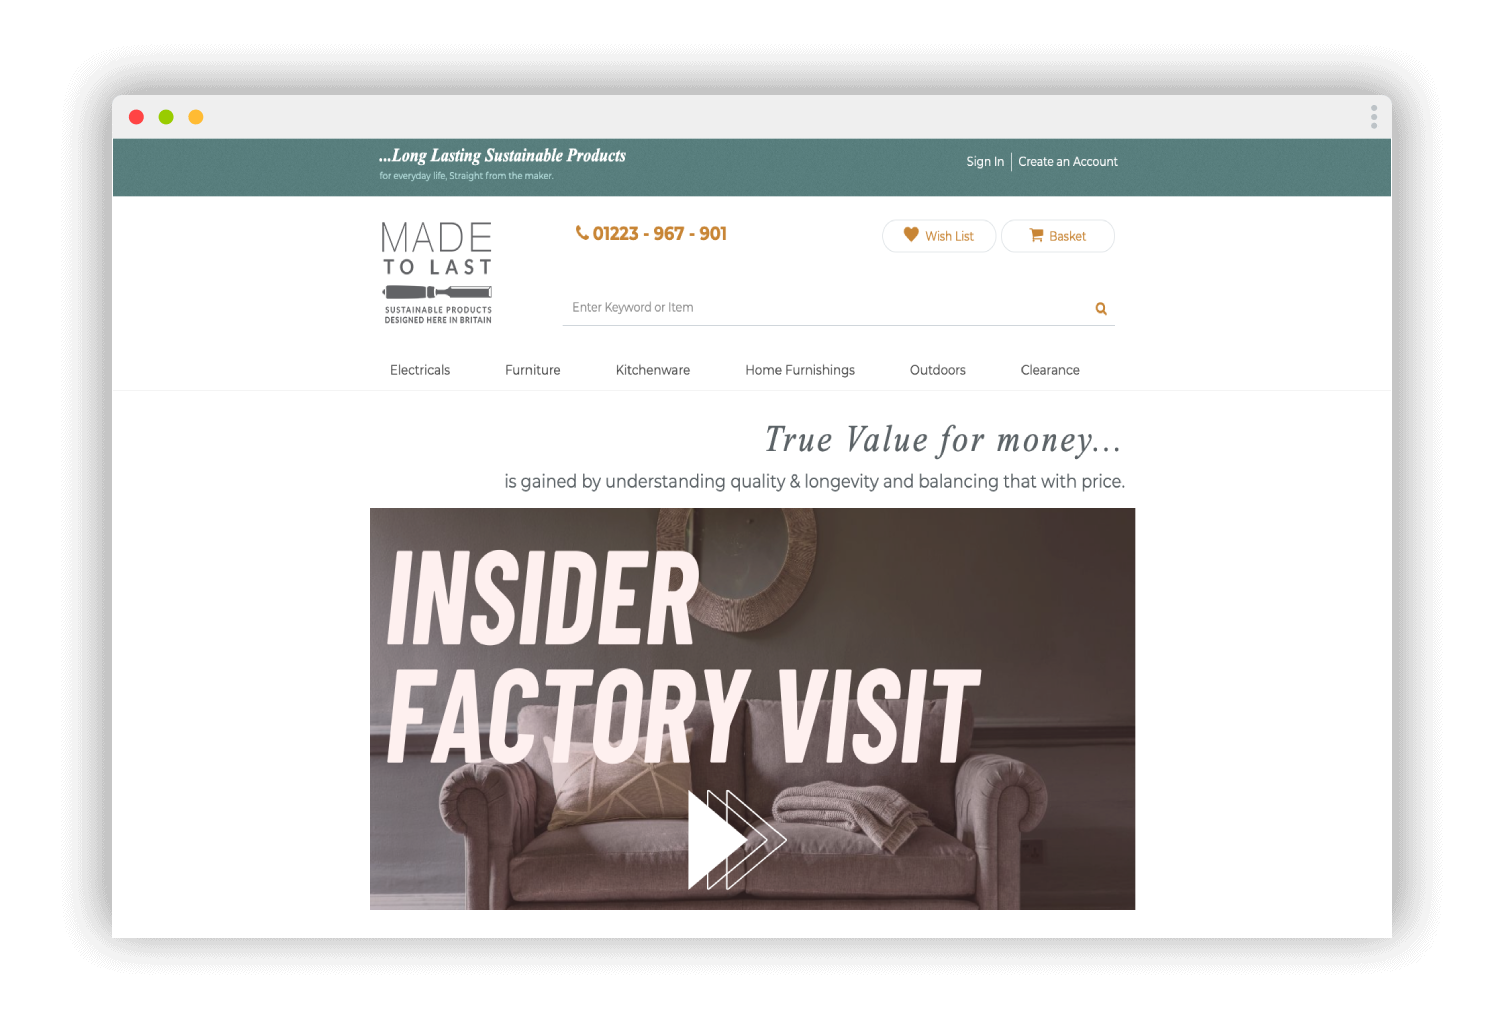 ...Long Lasting Sustainable Products
for everyday life, Straight from the maker.
Sign In
Create an Account
MADE
TO LAST
SUSTAINABLE PRODUCTS
DESIGNED HERE IN BRITAIN
01223 - 967 - 901
Wish List
Basket
Enter Keyword or Item
Electricals
Furniture
Kitchenware
Home Furnishings
Outdoors
Clearance
True Value for money...
is gained by understanding quality & longevity and balancing that with price.
INSIDER
FACTORY VISIT